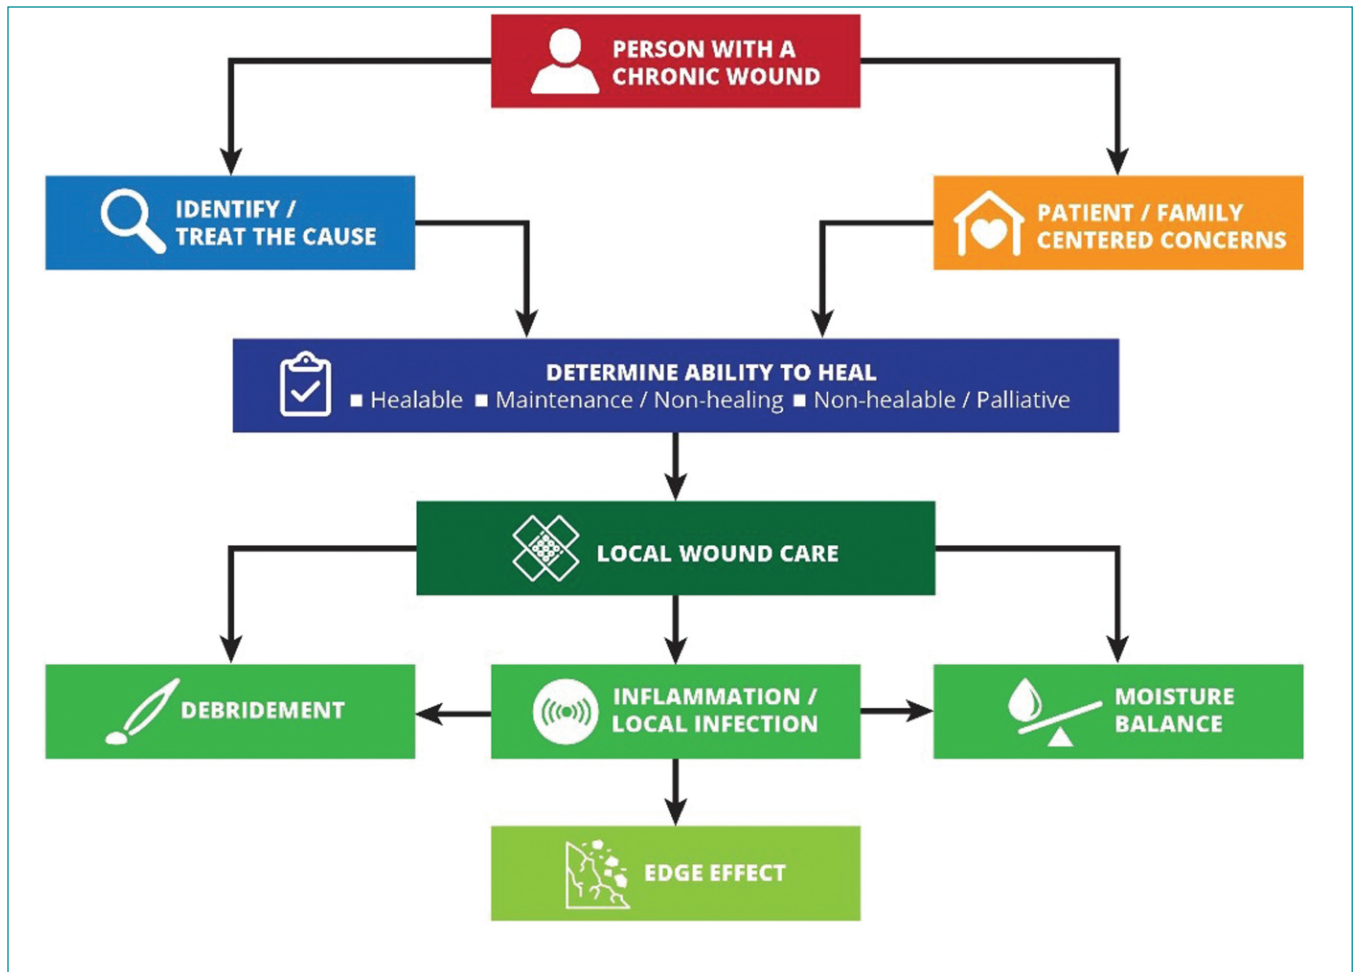 PERSON WITH A
CHRONIC WOUND
IDENTIFY /
TREAT THE CAUSE
PATIENT / FAMILY
CENTERED CONCERNS
DETERMINE ABILITY TO HEAL
■ Healable ■ Maintenance / Non-healing ■ Non-healable / Palliative
LOCAL WOUND CARE
DEBRIDEMENT
INFLAMMATION /
LOCAL INFECTION
MOISTURE
BALANCE
EDGE EFFECT